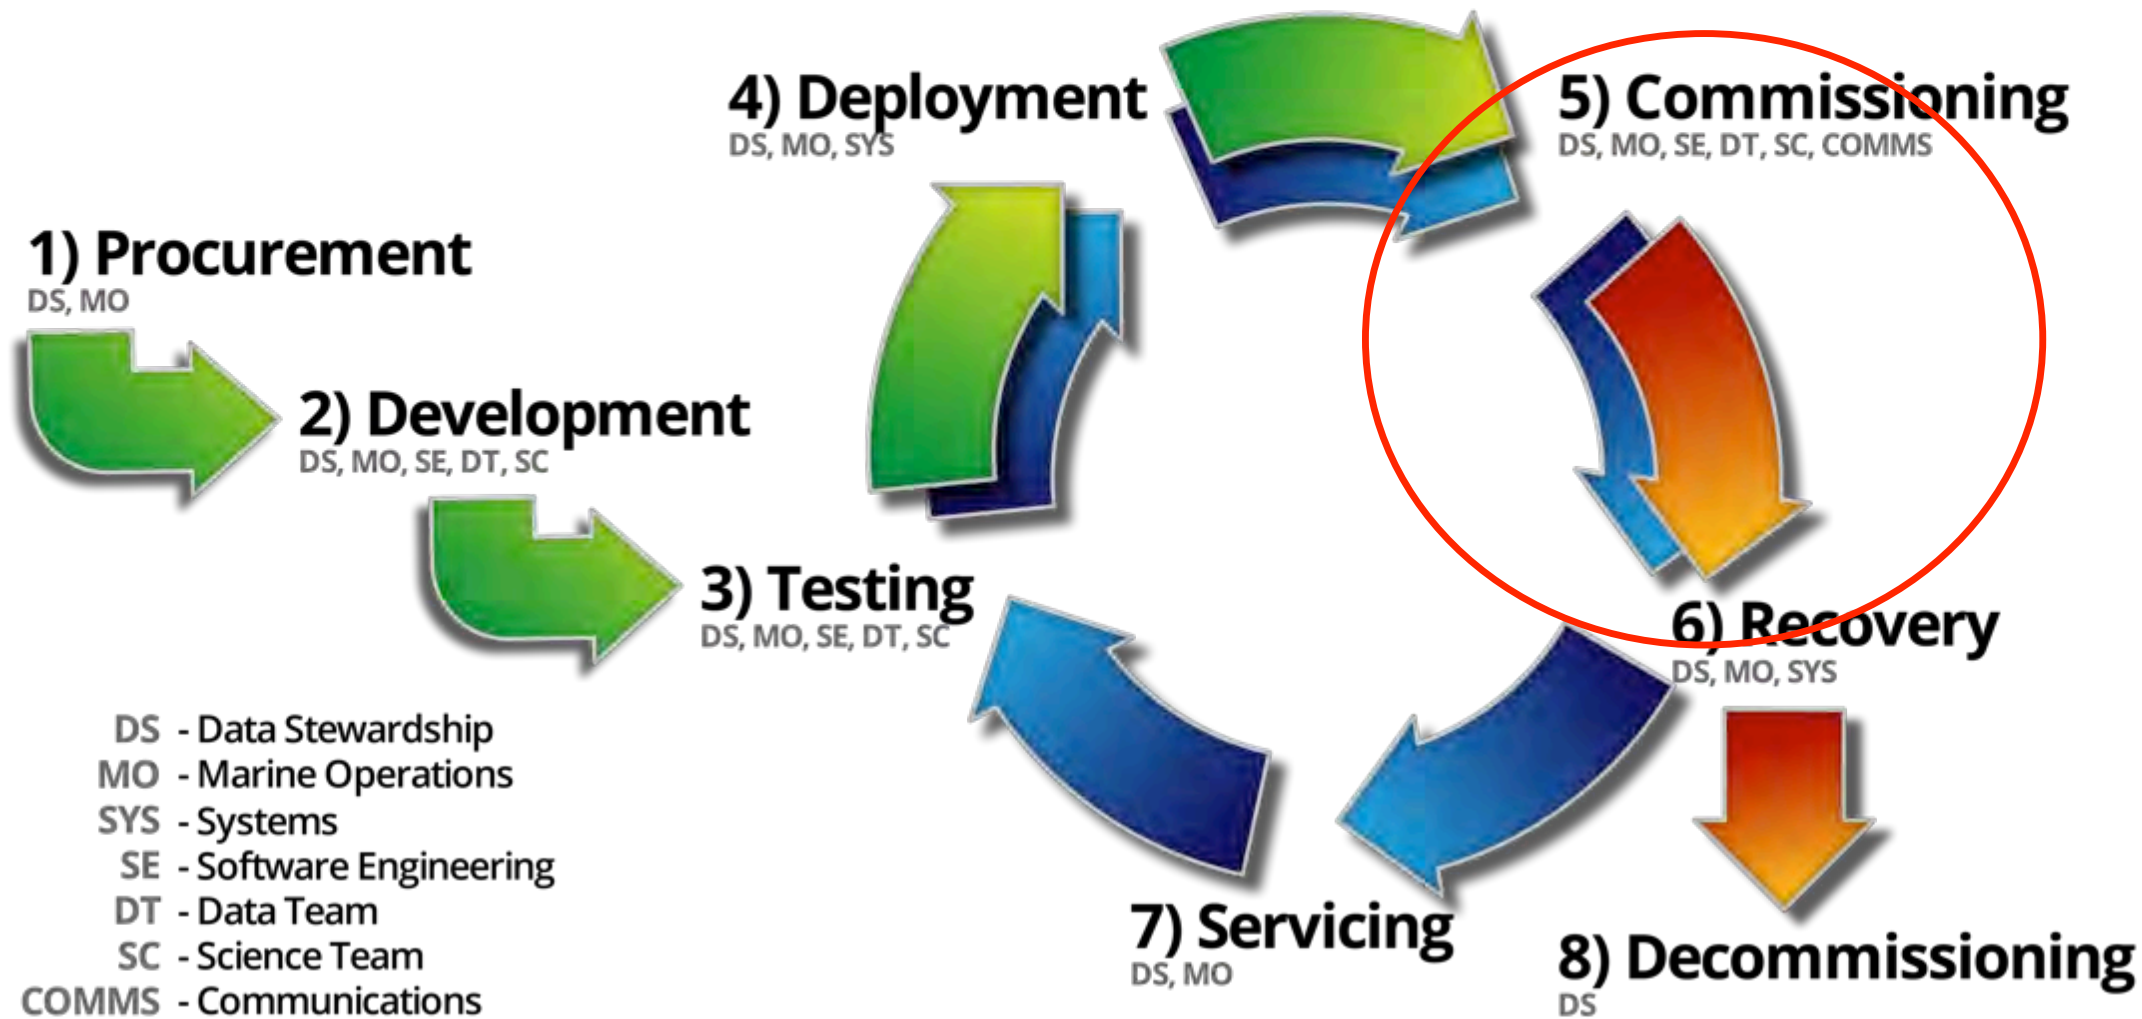 1) Procurement
DS, MO
2) Development
DS, MO, SE, DT, SC
3) Testing
DS, MO, SE, DT, SC
4) Deployment
DS, MO, SYS
5) Commissioning
DS, MO, SE, DT, SC, COMMS
6) Recovery
DS, MO, SYS
7) Servicing
DS, MO
8) Decommissioning
DS
DS - Data Stewardship
MO - Marine Operations
SYS - Systems
SE - Software Engineering
DT - Data Team
SC - Science Team
COMMS - Communications